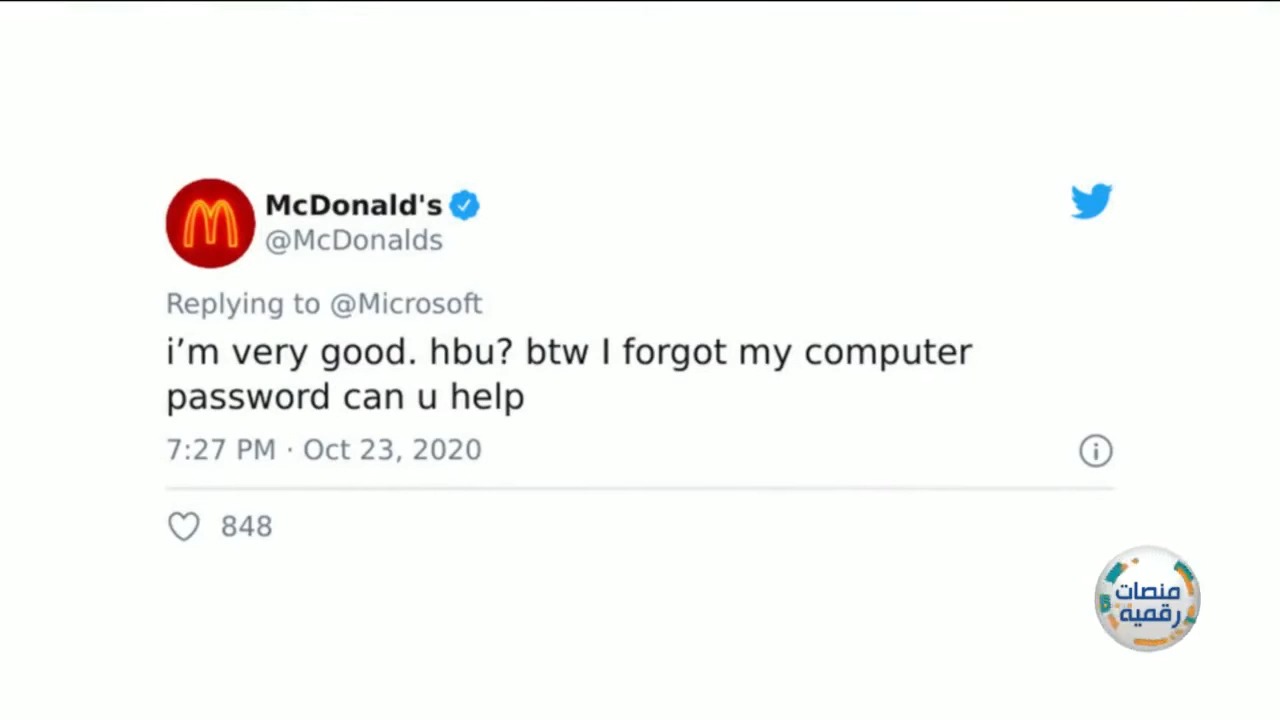 McDonald's
@McDonalds
Replying to @Microsoft
i’m very good. hbu? btw I forgot my computer
password can u help
7:27 PM · Oct 23, 2020
848
منصات
رقمية